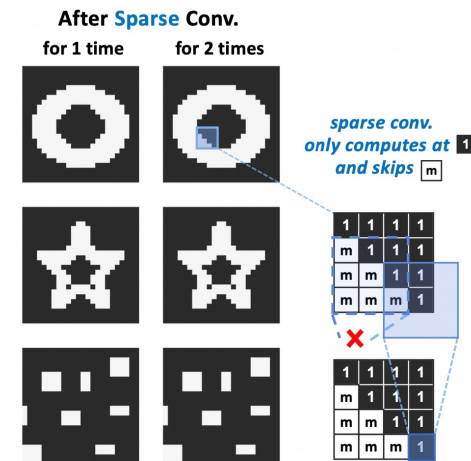 After Sparse Conv.
for 1 time
for 2 times
sparse conv.
only computes at 1
and skips m
1 1 1 1
m 1 1 1
m m 1 1
m m m 1
1 1 1 1
m 1 1 1
m m 1 1
m m m 1